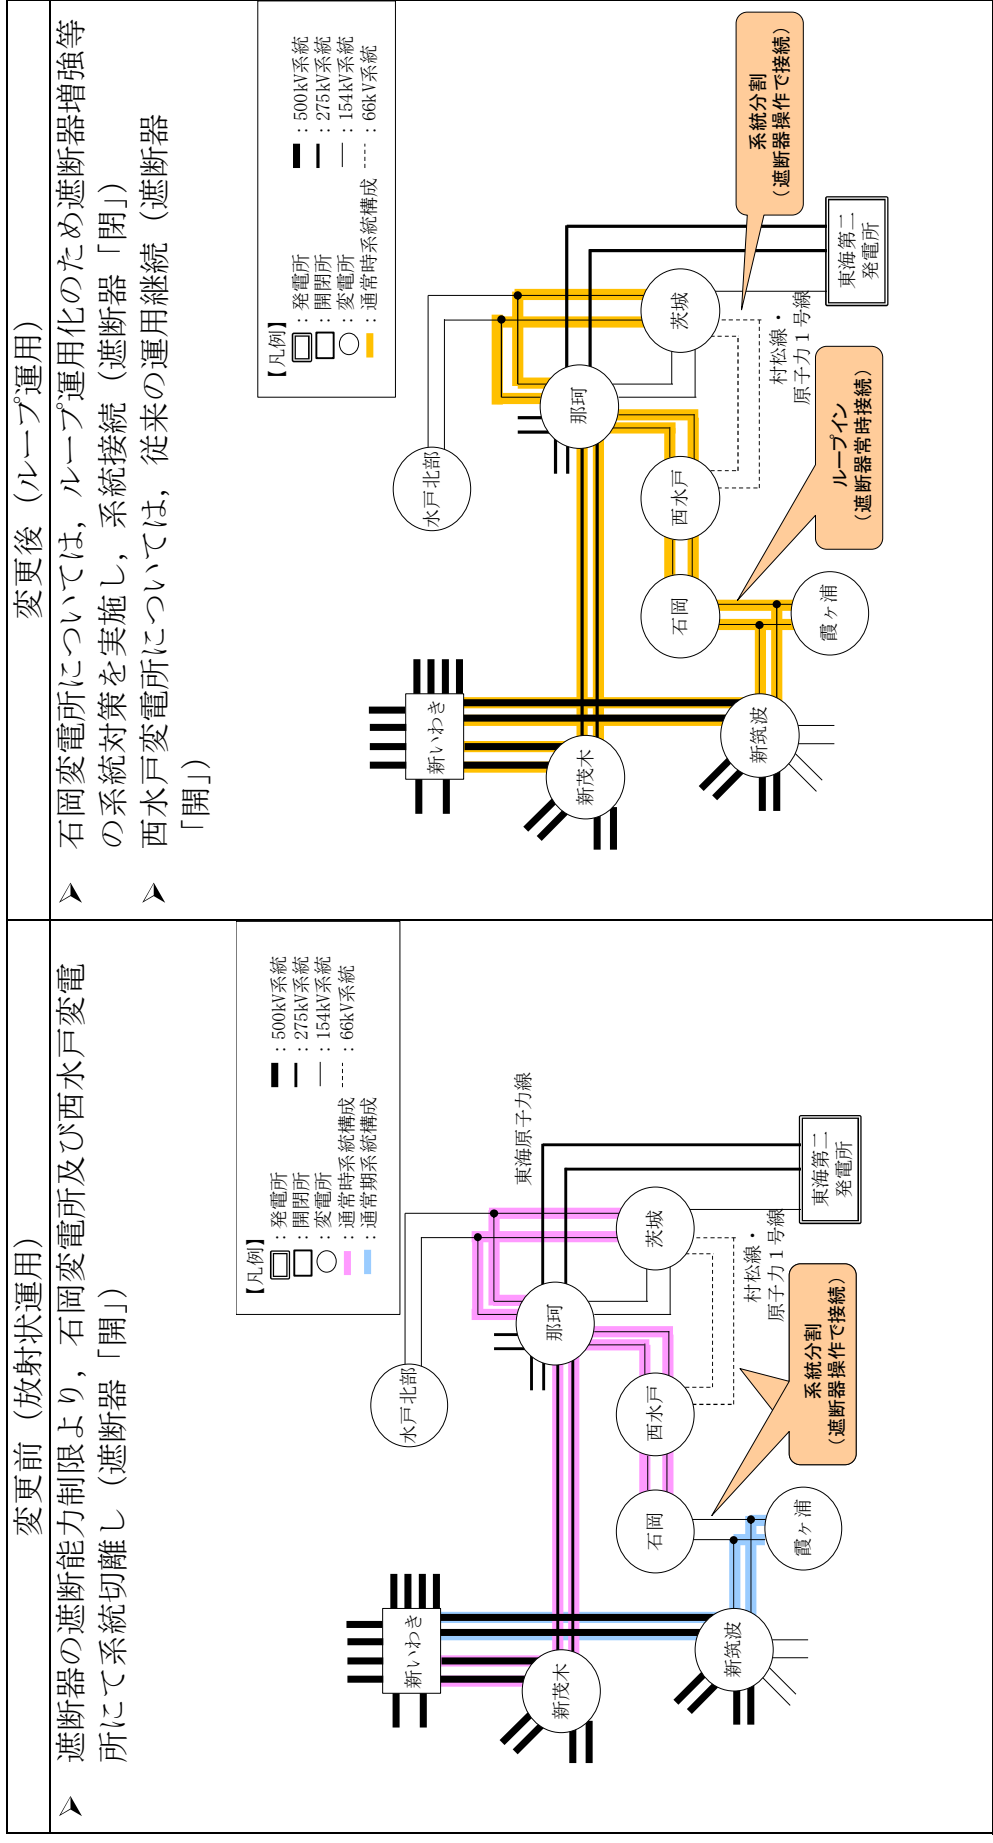 変更前（放射状運用）
➤ 遮断器の遮断能力制限より，石岡変電所及び西水戸変電
所にて系統切離し（遮断器「開」）
【凡例】
：発電所
：開閉所
：変電所
：通常時系統構成
：通常期系統構成
：500kV系統
：275kV系統
：154kV系統
：66kV系統
水戸北部
東海原子力線
新いわき
那珂
茨城
西水戸
石岡
新茂木
新筑波
霞ヶ浦
村松線・
原子力１号線
東海第二
発電所
系統分割
（遮断器操作で接続）
変更後（ループ運用）
➤ 石岡変電所については，ループ運用化のため遮断器増強等
の系統対策を実施し，系統接続（遮断器「閉」）
➤ 西水戸変電所については，従来の運用継続（遮断器
「開」）
【凡例】
：発電所
：開閉所
：変電所
：通常時系統構成
：500kV系統
：275kV系統
：154kV系統
：66kV系統
水戸北部
新いわき
那珂
茨城
西水戸
石岡
新茂木
新筑波
霞ヶ浦
村松線・
原子力１号線
東海第二
発電所
系統分割
（遮断器操作で接続）
ループイン
（遮断器常時接続）